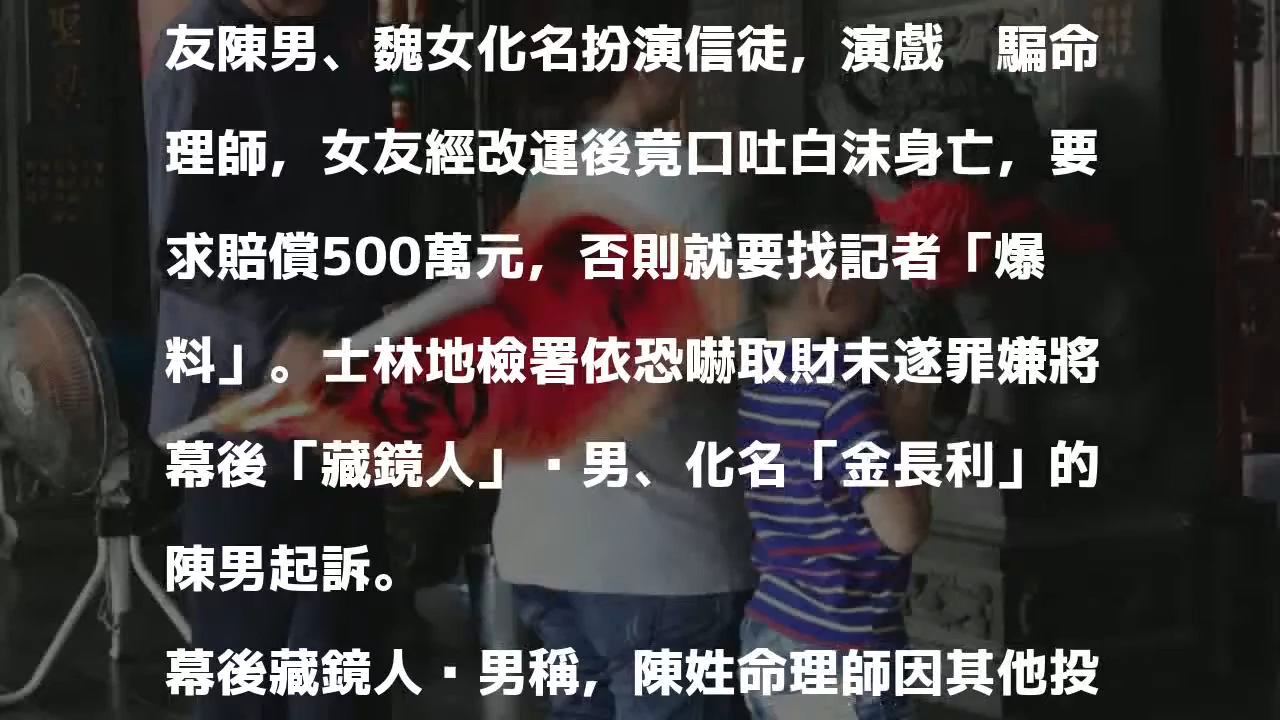 友陳男、魏女化名扮演信徒，演戲　騙命
理師，女友經改運後竟口吐白沫身亡，要
求賠償500萬元，否則就要找記者「爆
料」。士林地檢署依恐嚇取財未遂罪嫌將
幕後「藏鏡人」▪男、化名「金長利」的
陳男起訴。
幕後藏鏡人▪男稱，陳姓命理師因其他投